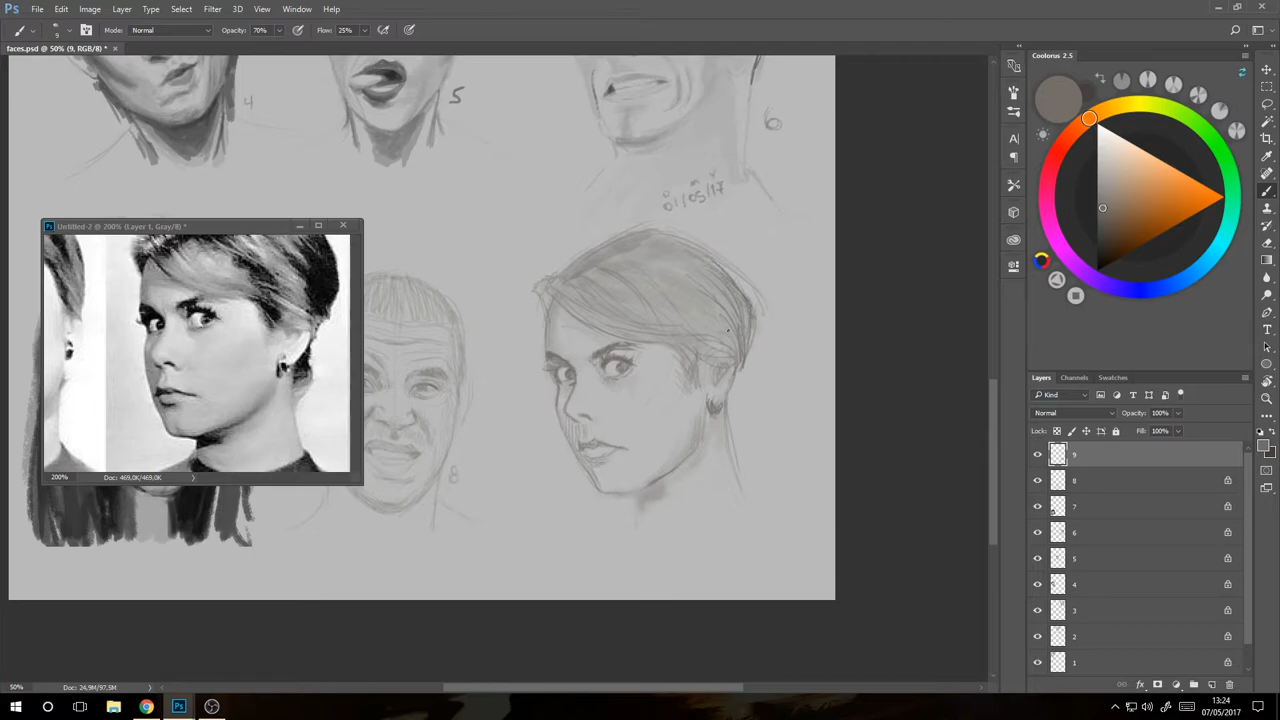 Ps File Edit Image Layer Type Select Filter 3D View Window Help
9 Mode: Normal Opacity: 70% Flow: 25%
faces.psd @ 50% (9, RGB/8) *
Coolorus 2.5
4
5
6
01/05/17
Untitled-2 @ 200% (Layer 1, Gray/8) *
200% Doc: 469,0K/469,0K
8
Layers Channels Swatches
Kind
Normal Opacity: 100%
Lock: Fill: 100%
9
8
7
6
5
4
3
2
1
50% Doc: 24,9M/97,5M
13:24
07/05/2017